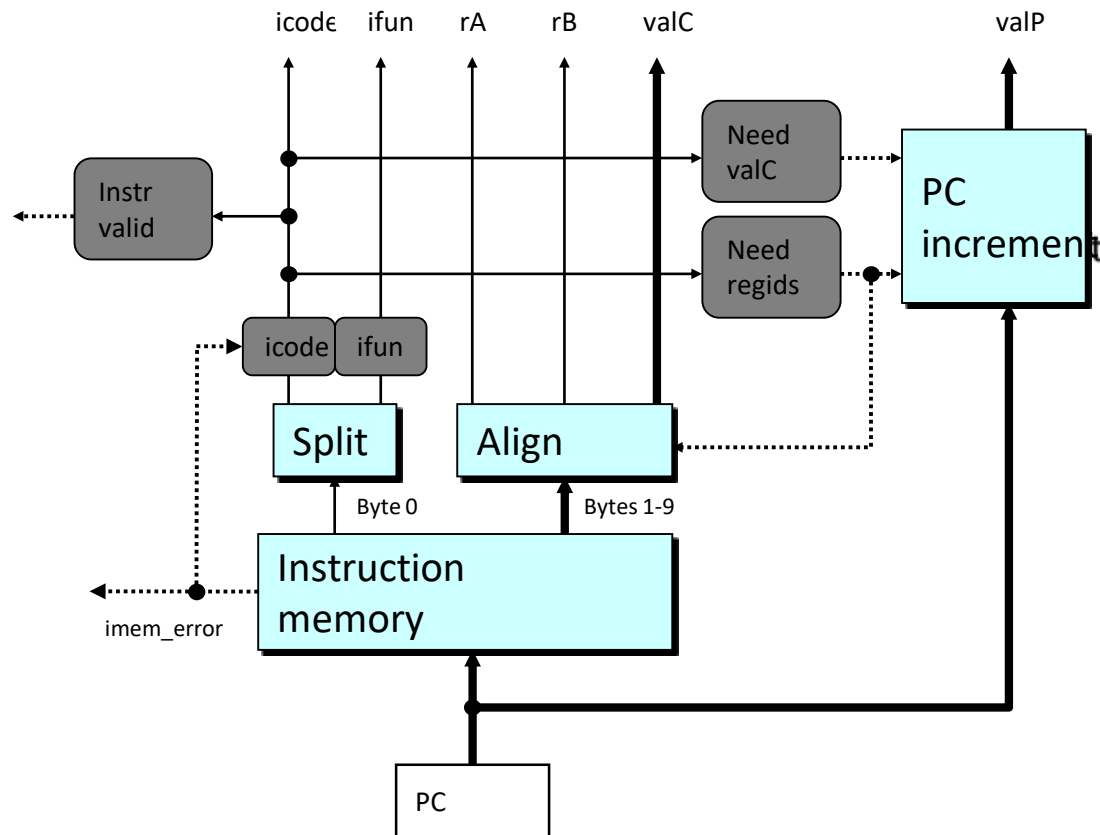 icode ifun rA rB valC valP
Need
valC
Instr
valid
PC
increment
Need
regids
icode ifun
Split Align
Byte 0 Bytes 1-9
Instruction
memory
imem_error
PC